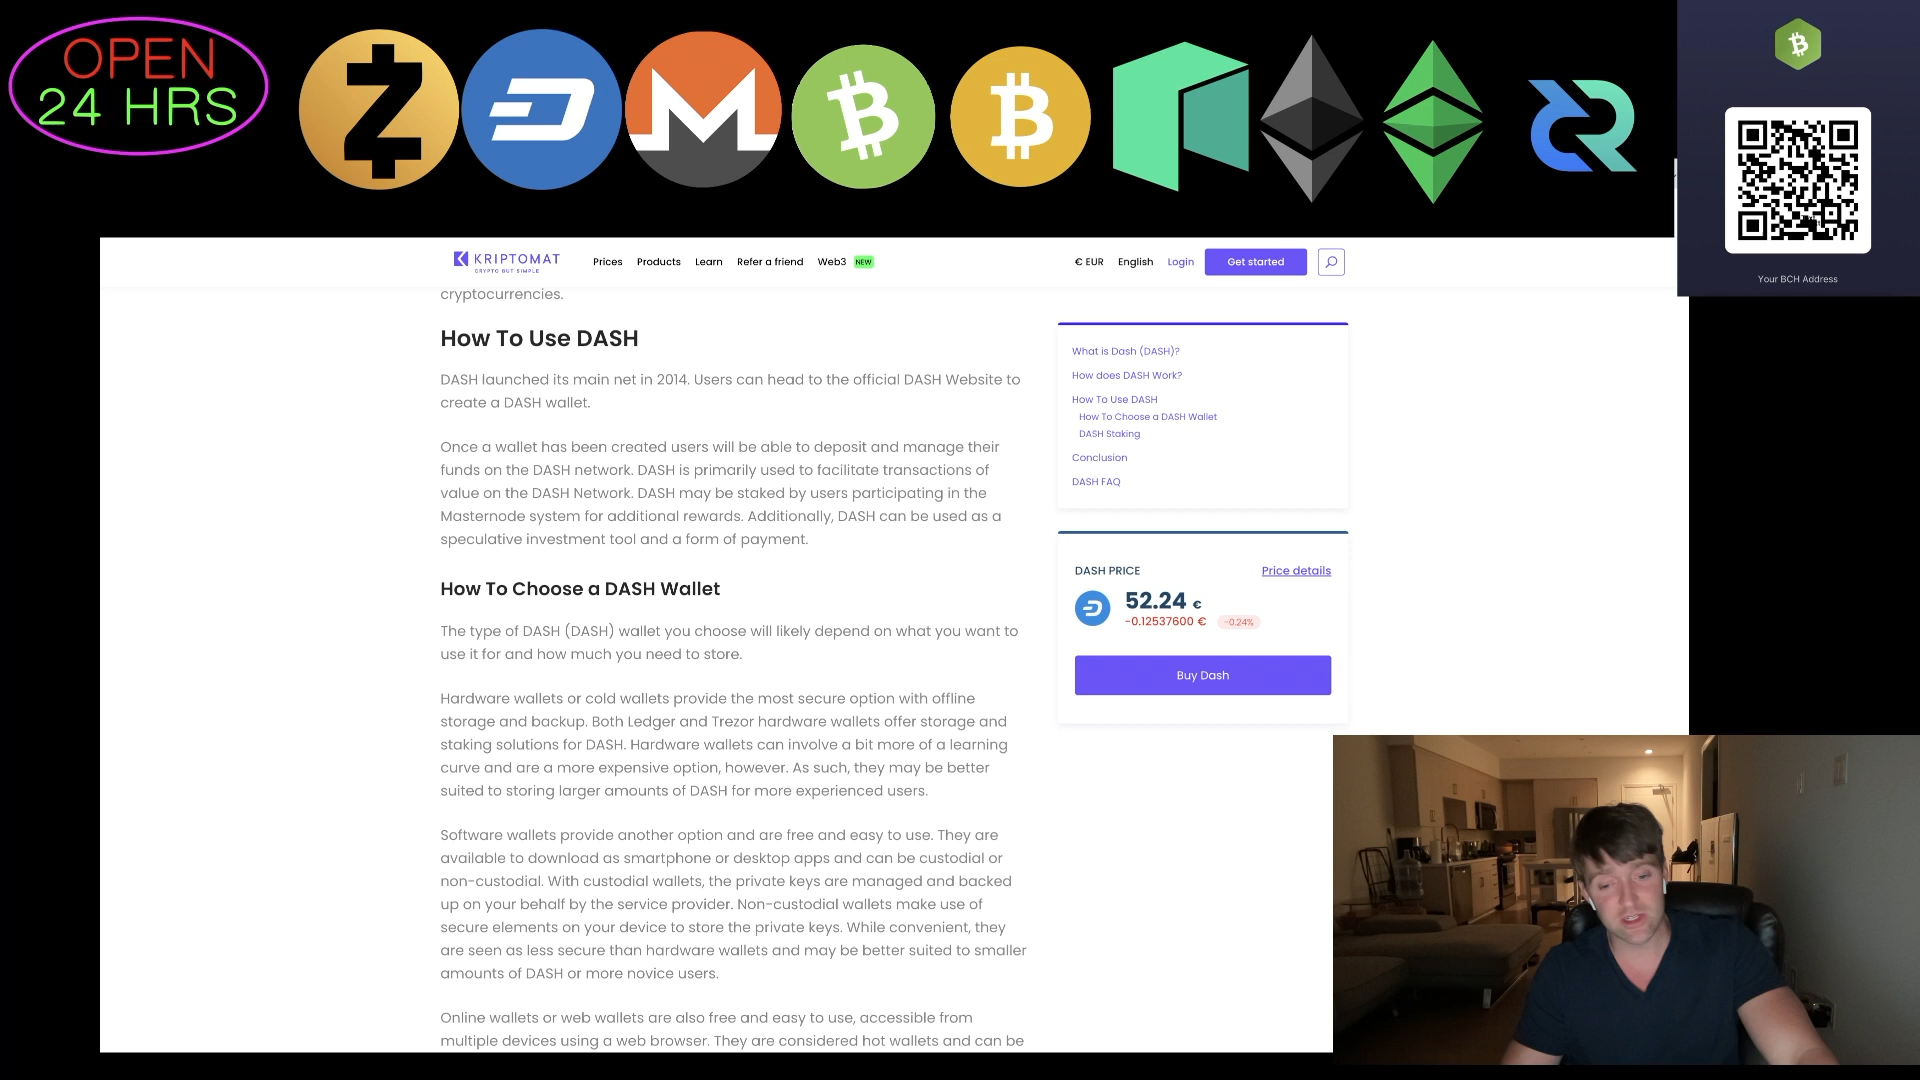 OPEN
24 HRS
KRIPTOMAT
CRYPTO BUT SIMPLE
Prices Products Learn Refer a friend Web3 NEW
€ EUR English Login Get started
Your BCH Address
cryptocurrencies.
How To Use DASH
DASH launched its main net in 2014. Users can head to the official DASH Website to
create a DASH wallet.
Once a wallet has been created users will be able to deposit and manage their
funds on the DASH network. DASH is primarily used to facilitate transactions of
value on the DASH Network. DASH may be staked by users participating in the
Masternode system for additional rewards. Additionally, DASH can be used as a
speculative investment tool and a form of payment.
How To Choose a DASH Wallet
The type of DASH (DASH) wallet you choose will likely depend on what you want to
use it for and how much you need to store.
Hardware wallets or cold wallets provide the most secure option with offline
storage and backup. Both Ledger and Trezor hardware wallets offer storage and
staking solutions for DASH. Hardware wallets can involve a bit more of a learning
curve and are a more expensive option, however. As such, they may be better
suited to storing larger amounts of DASH for more experienced users.
Software wallets provide another option and are free and easy to use. They are
available to download as smartphone or desktop apps and can be custodial or
non-custodial. With custodial wallets, the private keys are managed and backed
up on your behalf by the service provider. Non-custodial wallets make use of
secure elements on your device to store the private keys. While convenient, they
are seen as less secure than hardware wallets and may be better suited to smaller
amounts of DASH or more novice users.
Online wallets or web wallets are also free and easy to use, accessible from
multiple devices using a web browser. They are considered hot wallets and can be
What is Dash (DASH)?
How does DASH Work?
How To Use DASH
How To Choose a DASH Wallet
DASH Staking
Conclusion
DASH FAQ
DASH PRICE Price details
52.24 €
-0.12537600 € -0.24%
Buy Dash